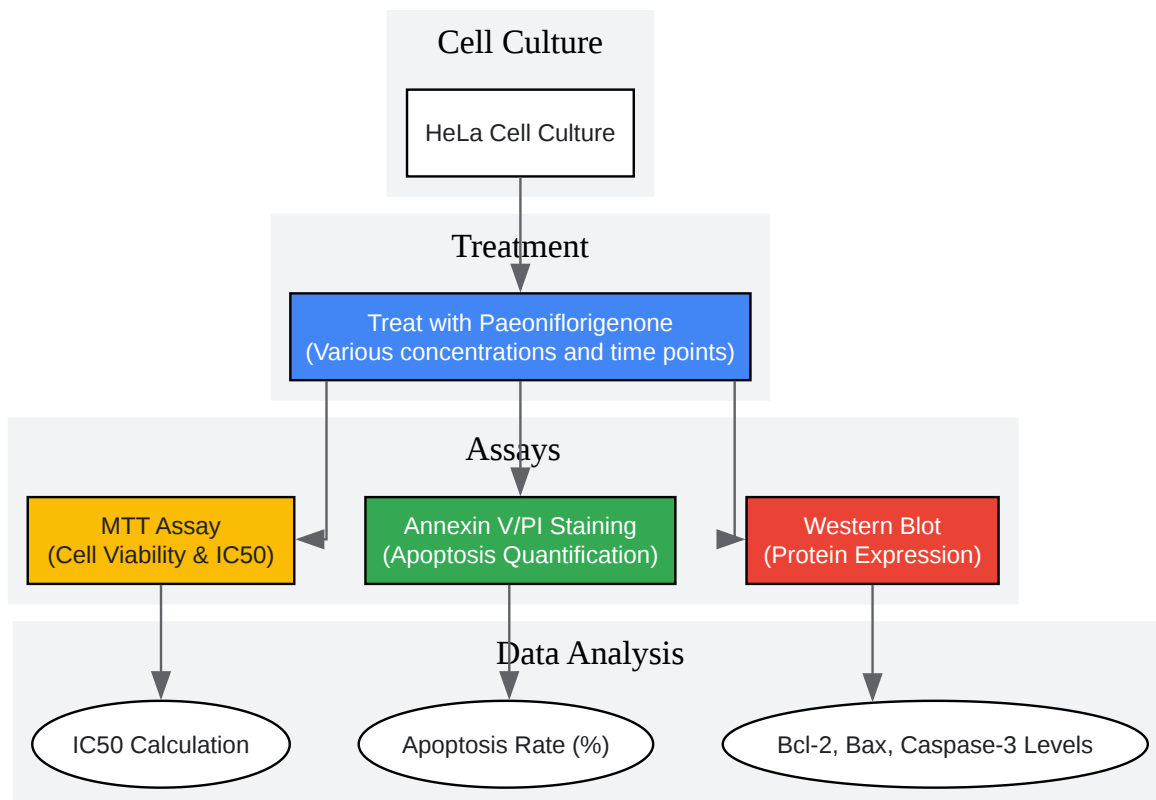 Cell Culture
HeLa Cell Culture
Treatment
Treat with Paeoniflorigenone
(Various concentrations and time points)
Assays
MTT Assay
(Cell Viability & IC50)
Annexin V/PI Staining
(Apoptosis Quantification)
Western Blot
(Protein Expression)
Data Analysis
IC50 Calculation
Apoptosis Rate (%)
Bcl-2, Bax, Caspase-3 Levels